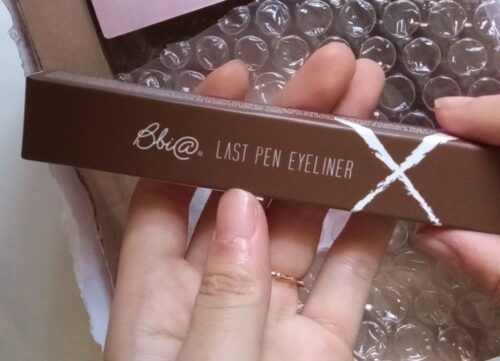 Bbi@. LAST PEN EYELINER